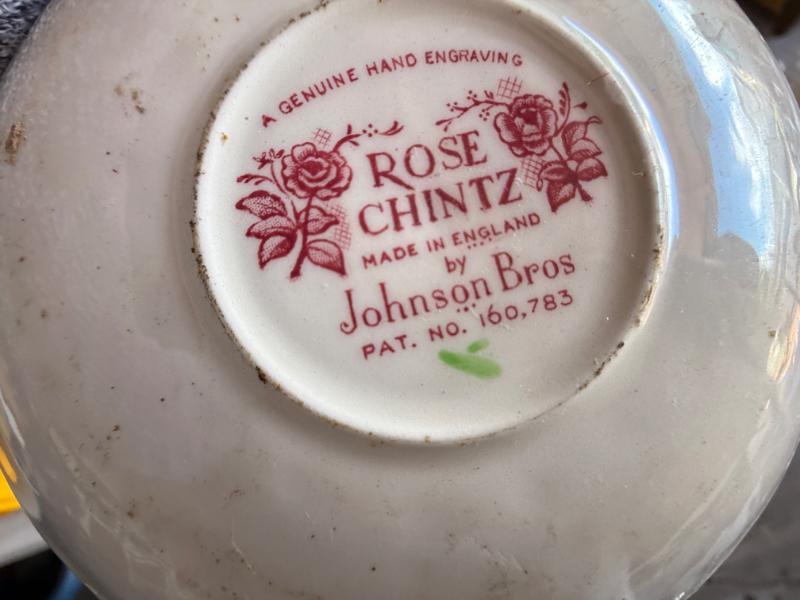 A GENUINE HAND ENGRAVING
ROSE
CHINTZ
MADE IN ENGLAND
by
Johnson Bros
PAT. NO. 160,783